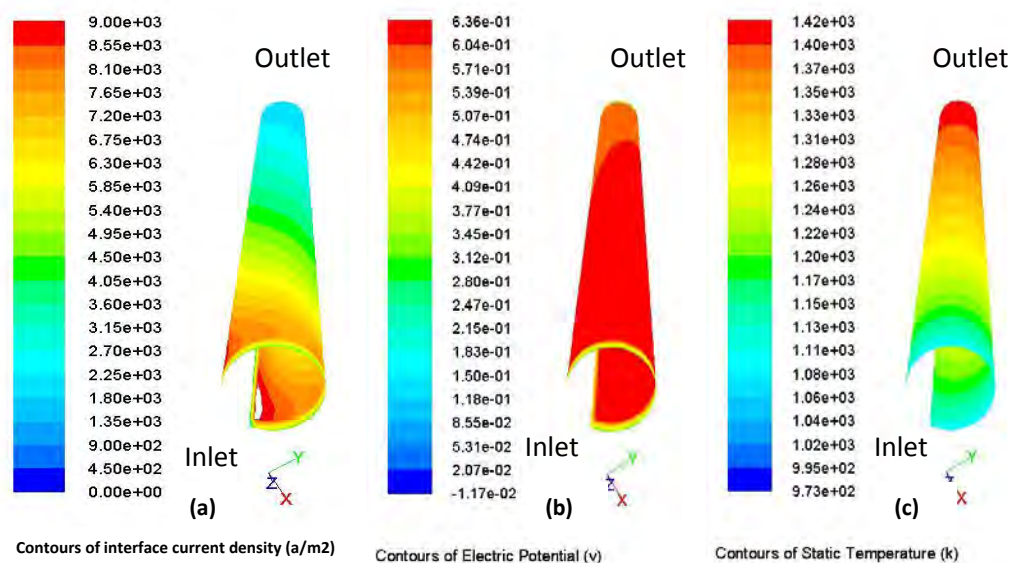 9.00e+03
8.55e+03
8.10e+03
7.65e+03
7.20e+03
6.75e+03
6.30e+03
5.85e+03
5.40e+03
4.95e+03
4.50e+03
4.05e+03
3.60e+03
3.15e+03
2.70e+03
2.25e+03
1.80e+03
1.35e+03
9.00e+02
4.50e+02
0.00e+00
Outlet
Inlet
Y
Z
X
(a)
Contours of interface current density (a/m2)
6.36e-01
6.04e-01
5.71e-01
5.39e-01
5.07e-01
4.74e-01
4.42e-01
4.09e-01
3.77e-01
3.45e-01
3.12e-01
2.80e-01
2.47e-01
2.15e-01
1.83e-01
1.50e-01
1.18e-01
8.55e-02
5.31e-02
2.07e-02
-1.17e-02
Outlet
Inlet
Y
Z
X
(b)
Contours of Electric Potential (v)
1.42e+03
1.40e+03
1.37e+03
1.35e+03
1.33e+03
1.31e+03
1.28e+03
1.26e+03
1.24e+03
1.22e+03
1.20e+03
1.17e+03
1.15e+03
1.13e+03
1.11e+03
1.08e+03
1.06e+03
1.04e+03
1.02e+03
9.95e+02
9.73e+02
Outlet
Inlet
Y
Z
X
(c)
Contours of Static Temperature (k)